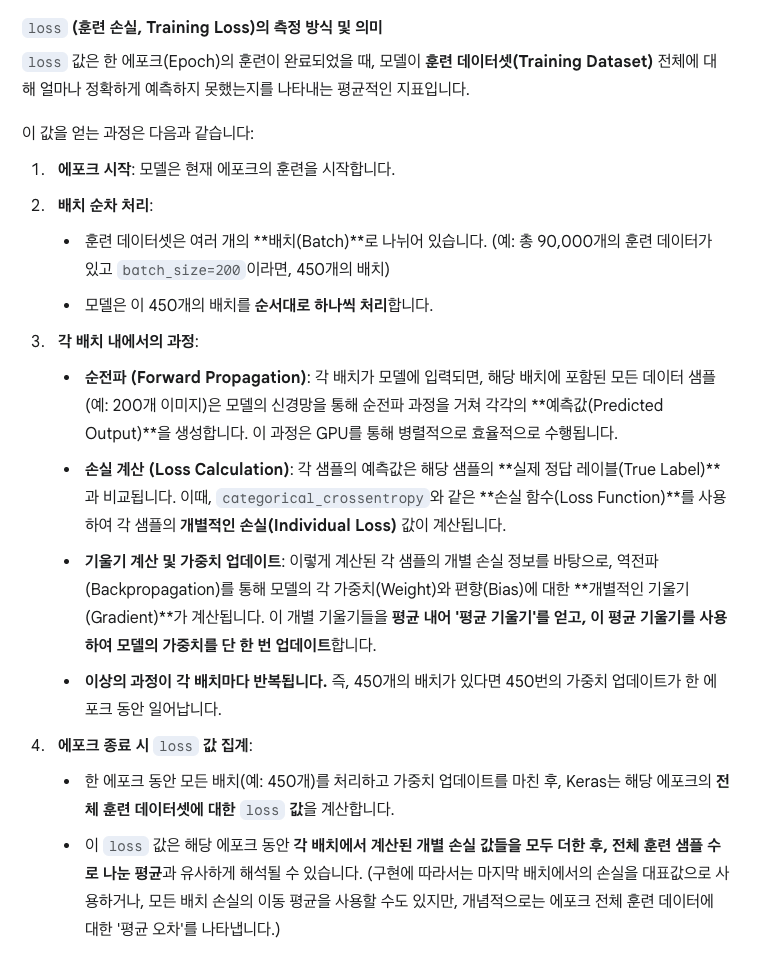 loss (훈련 손실, Training Loss)의 측정 방식 및 의미
loss 값은 한 에포크(Epoch)의 훈련이 완료되었을 때, 모델이 훈련 데이터셋(Training Dataset) 전체에 대
해 얼마나 정확하게 예측하지 못했는지를 나타내는 평균적인 지표입니다.
이 값을 얻는 과정은 다음과 같습니다:
1. 에포크 시작: 모델은 현재 에포크의 훈련을 시작합니다.
2. 배치 순차 처리:
• 훈련 데이터셋은 여러 개의 **배치(Batch)**로 나뉘어 있습니다. (예: 총 90,000개의 훈련 데이터가
있고 batch_size=200이라면, 450개의 배치)
• 모델은 이 450개의 배치를 순서대로 하나씩 처리합니다.
3. 각 배치 내에서의 과정:
• 순전파 (Forward Propagation): 각 배치가 모델에 입력되면, 해당 배치에 포함된 모든 데이터 샘플
(예: 200개 이미지)은 모델의 신경망을 통해 순전파 과정을 거쳐 각각의 **예측값(Predicted
Output)**을 생성합니다. 이 과정은 GPU를 통해 병렬적으로 효율적으로 수행됩니다.
• 손실 계산 (Loss Calculation): 각 샘플의 예측값은 해당 샘플의 **실제 정답 레이블(True Label)**
과 비교됩니다. 이때, categorical_crossentropy와 같은 **손실 함수(Loss Function)**를 사용
하여 각 샘플의 개별적인 손실(Individual Loss) 값이 계산됩니다.
• 기울기 계산 및 가중치 업데이트: 이렇게 계산된 각 샘플의 개별 손실 정보를 바탕으로, 역전파
(Backpropagation)를 통해 모델의 각 가중치(Weight)와 편향(Bias)에 대한 **개별적인 기울기
(Gradient)**가 계산됩니다. 이 개별 기울기들을 평균 내어 '평균 기울기'를 얻고, 이 평균 기울기를 사용
하여 모델의 가중치를 단 한 번 업데이트합니다.
• 이상의 과정이 각 배치마다 반복됩니다. 즉, 450개의 배치가 있다면 450번의 가중치 업데이트가 한 에
포크 동안 일어납니다.
4. 에포크 종료 시 loss 값 집계:
• 한 에포크 동안 모든 배치(예: 450개)를 처리하고 가중치 업데이트를 마친 후, Keras는 해당 에포크의 전
체 훈련 데이터셋에 대한 loss 값을 계산합니다.
• 이 loss 값은 해당 에포크 동안 각 배치에서 계산된 개별 손실 값들을 모두 더한 후, 전체 훈련 샘플 수
로 나눈 평균과 유사하게 해석될 수 있습니다. (구현에 따라서는 마지막 배치에서의 손실을 대표값으로 사
용하거나, 모든 배치 손실의 이동 평균을 사용할 수도 있지만, 개념적으로는 에포크 전체 훈련 데이터에
대한 '평균 오차'를 나타냅니다.)